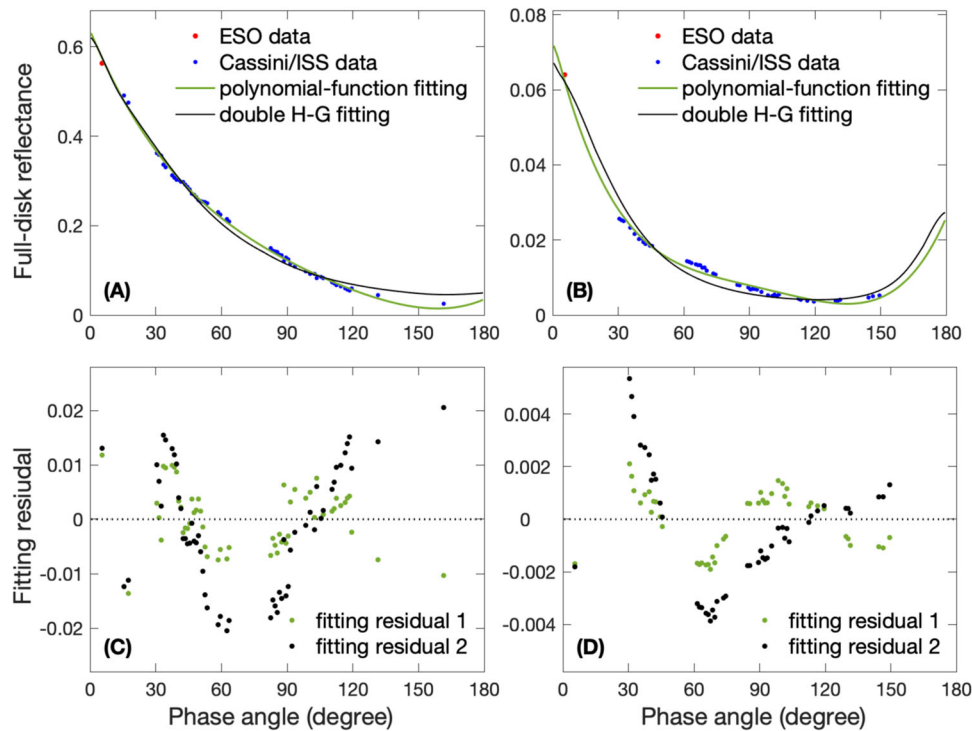 0.6
0.4
0.2
0
Full-disk reflectance
ESO data
Cassini/ISS data
polynomial-function fitting
double H-G fitting
(A)
0 30 60 90 120 150 180
0.08
0.06
0.04
0.02
0
ESO data
Cassini/ISS data
polynomial-function fitting
double H-G fitting
(B)
0 30 60 90 120 150 180
0.02
0.01
0
-0.01
-0.02
Fitting resiudal
fitting residual 1
fitting residual 2
(C)
0 30 60 90 120 150 180
Phase angle (degree)
0.004
0.002
0
-0.002
-0.004
fitting residual 1
fitting residual 2
(D)
0 30 60 90 120 150 180
Phase angle (degree)